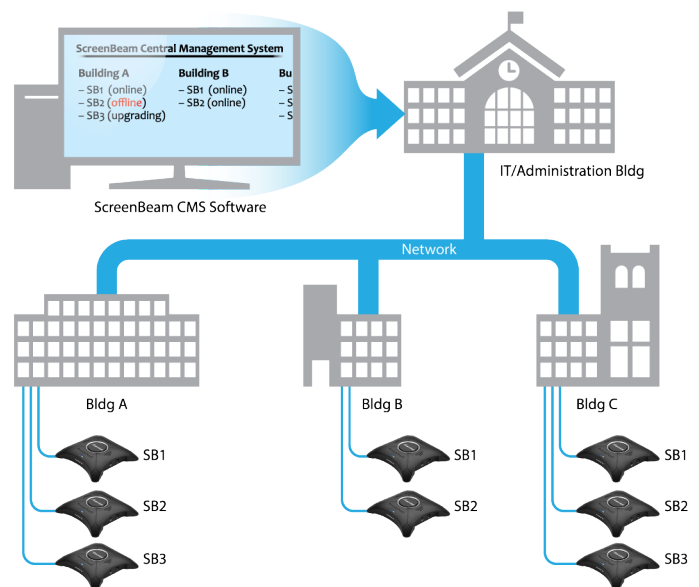 ScreenBeam Central Management System
Building A Building B Bu
– SB1 (online) – SB1 (online) – S
– SB2 (offline) – SB2 (online) – S
– SB3 (upgrading) – S
IT/Administration Bldg
ScreenBeam CMS Software
Network
Bldg A Bldg B Bldg C
SB1 SB1 SB1
SB2 SB2 SB2
SB3 SB3